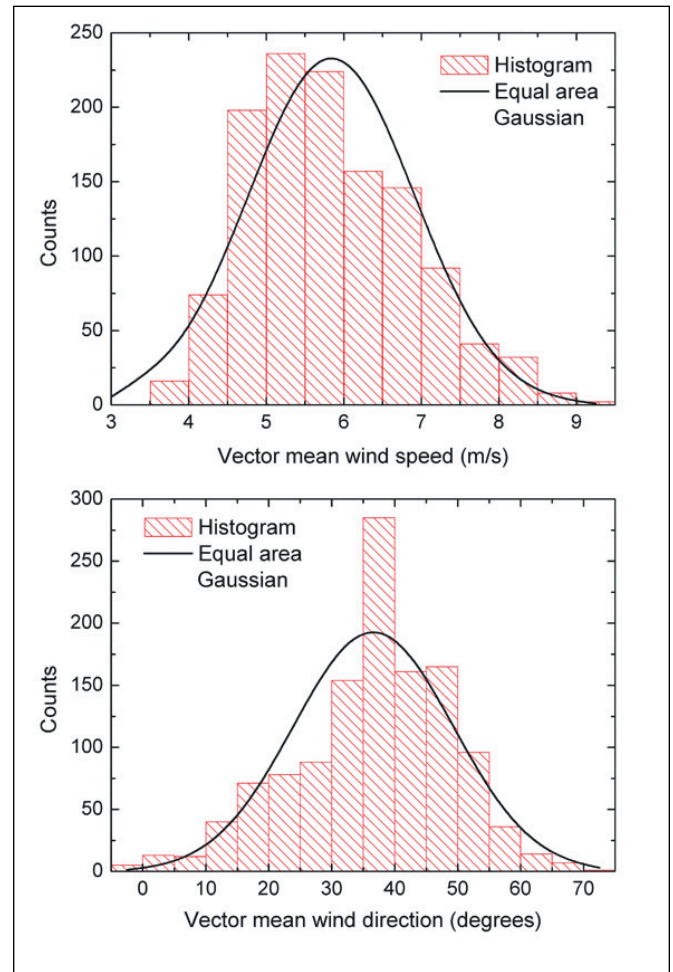 250
200
150
100
50
0
Counts
Histogram
Equal area
Gaussian
3 4 5 6 7 8 9
Vector mean wind speed (m/s)
300
250
200
150
100
50
0
Counts
Histogram
Equal area
Gaussian
0 10 20 30 40 50 60 70
Vector mean wind direction (degrees)